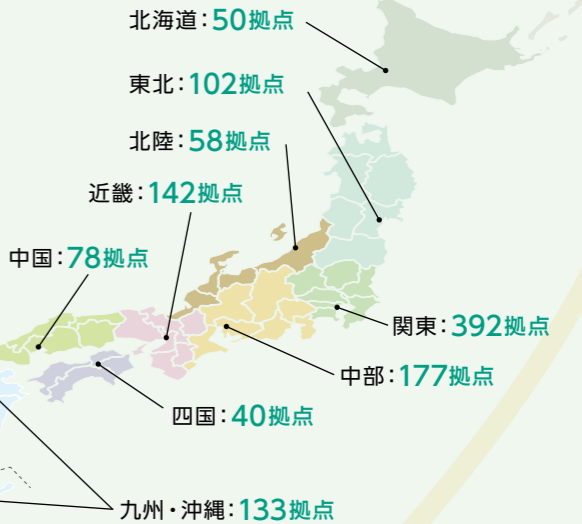 北海道：50拠点
東北：102拠点
北陸：58拠点
近畿：142拠点
中国：78拠点
関東：392拠点
中部：177拠点
四国：40拠点
九州・沖縄：133拠点